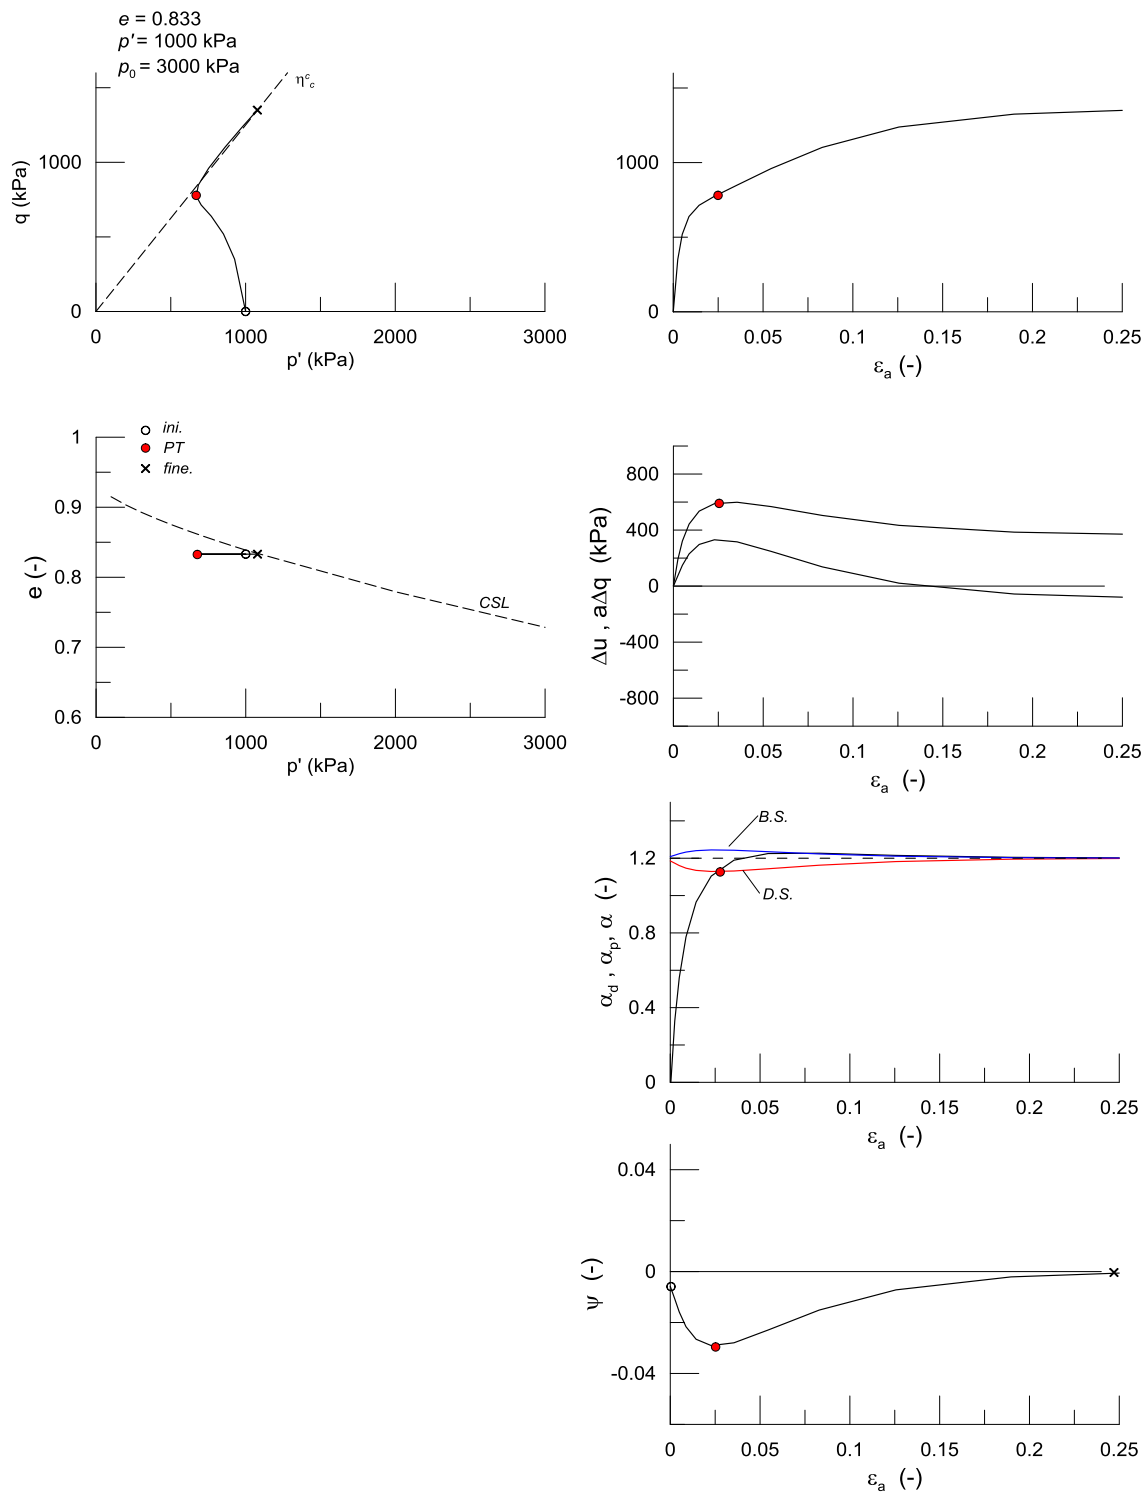 e = 0.833
p' = 1000 kPa
p0 = 3000 kPa
ηcc
q (kPa)
1000
0
0 1000 2000 3000
p' (kPa)
1000
0
0 0.05 0.1 0.15 0.2 0.25
εa (-)
ini.
PT
fine.
e (-)
1
0.9
0.8
0.7
0.6
CSL
0 1000 2000 3000
p' (kPa)
Δu , aΔq (kPa)
800
400
0
-400
-800
0 0.05 0.1 0.15 0.2 0.25
εa (-)
B.S.
D.S.
αd , αp, α (-)
1.2
0.8
0.4
0
0 0.05 0.1 0.15 0.2 0.25
εa (-)
ψ (-)
0.04
0
-0.04
0 0.05 0.1 0.15 0.2 0.25
εa (-)